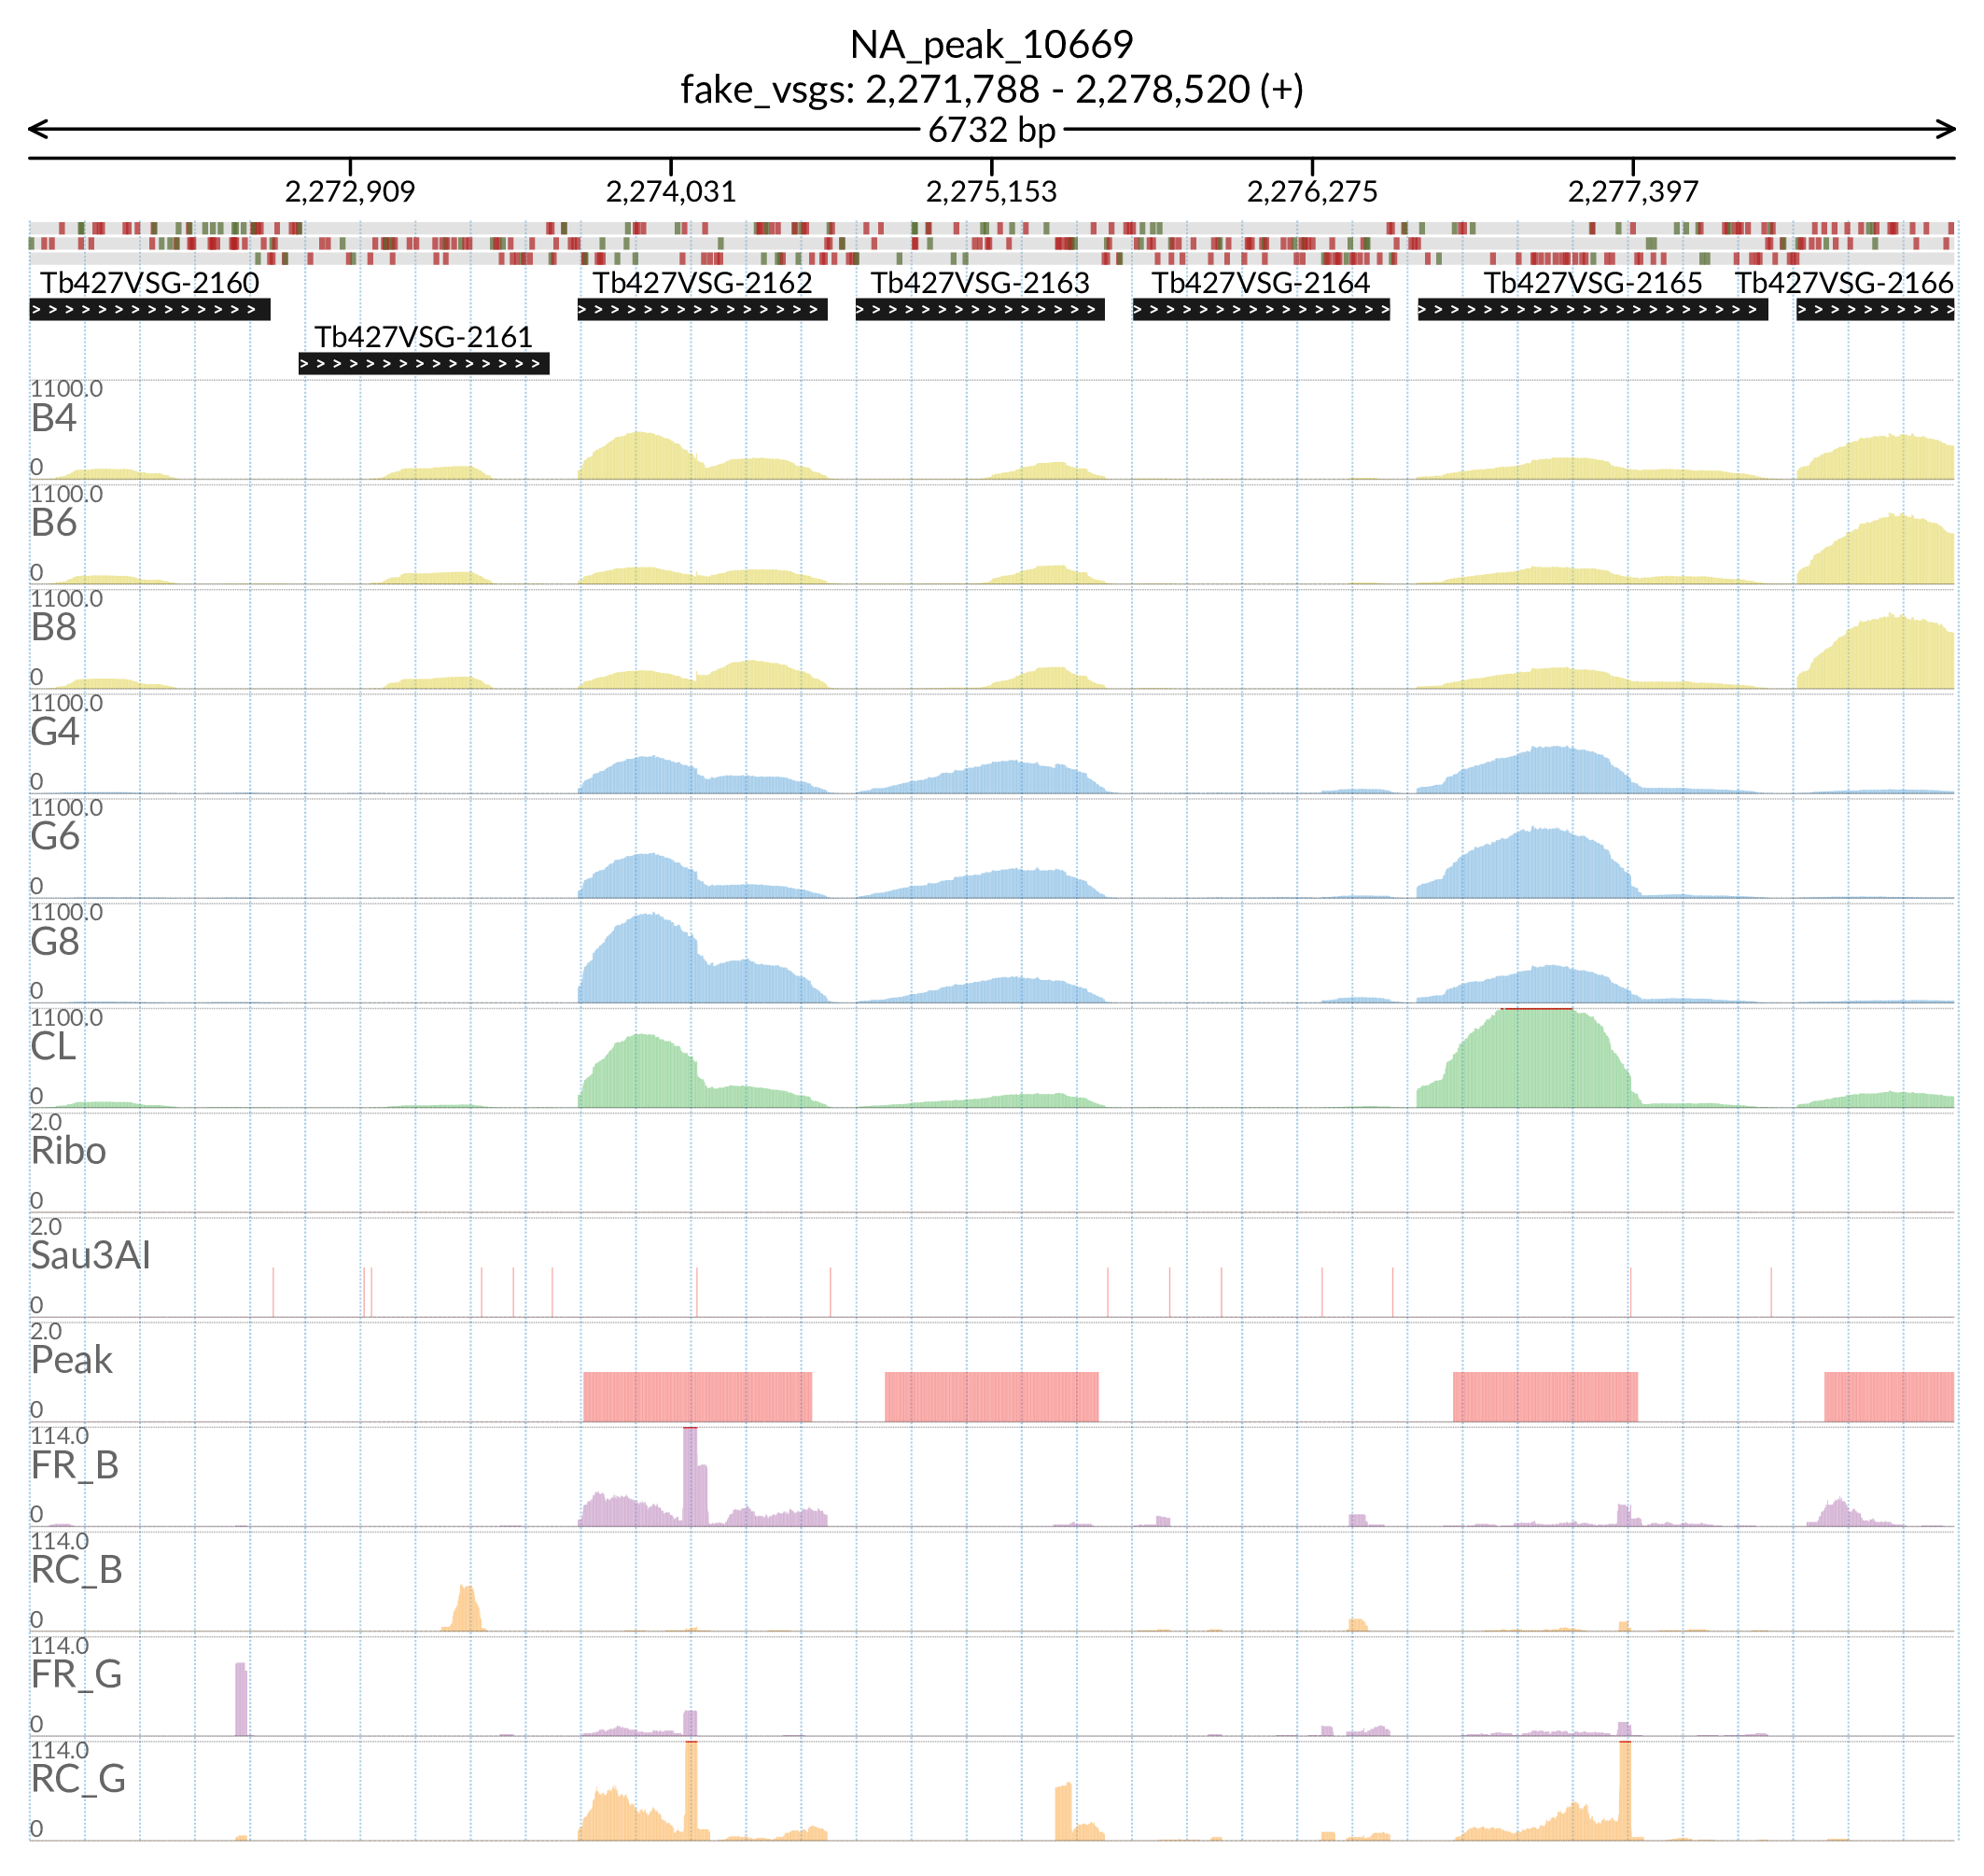 NA_peak_10669
fake_vsgs: 2,271,788 - 2,278,520 (+)
6732 bp
2,272,909 2,274,031 2,275,153 2,276,275 2,277,397
Tb427VSG-2160 Tb427VSG-2162 Tb427VSG-2163 Tb427VSG-2164 Tb427VSG-2165 Tb427VSG-2166
Tb427VSG-2161
1100.0
B4
0
1100.0
B6
0
1100.0
B8
0
1100.0
G4
0
1100.0
G6
0
1100.0
G8
0
1100.0
CL
0
2.0
Ribo
0
2.0
Sau3AI
0
2.0
Peak
0
114.0
FR_B
0
114.0
RC_B
0
114.0
FR_G
0
114.0
RC_G
0